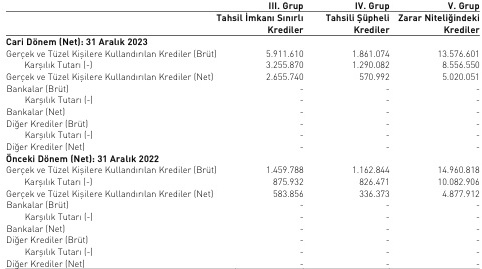 III. Grup IV. Grup V. Grup
Tahsil İmkanı Sınırlı Tahsili Şüpheli Zarar Niteliğindeki
Krediler Krediler Krediler
Cari Dönem (Net): 31 Aralık 2023
Gerçek ve Tüzel Kişilere Kullandırılan Krediler (Brüt) 5.911.610 1.861.074 13.576.601
Karşılık Tutarı (-) 3.255.870 1.290.082 8.556.550
Gerçek ve Tüzel Kişilere Kullandırılan Krediler (Net) 2.655.740 570.992 5.020.051
Bankalar (Brüt) - - -
Karşılık Tutarı (-) - - -
Bankalar (Net) - - -
Diğer Krediler (Brüt) - - -
Karşılık Tutarı (-) - - -
Diğer Krediler (Net) - - -
Önceki Dönem (Net): 31 Aralık 2022
Gerçek ve Tüzel Kişilere Kullandırılan Krediler (Brüt) 1.459.788 1.162.844 14.960.818
Karşılık Tutarı (-) 875.932 826.471 10.082.906
Gerçek ve Tüzel Kişilere Kullandırılan Krediler (Net) 583.856 336.373 4.877.912
Bankalar (Brüt) - - -
Karşılık Tutarı (-) - - -
Bankalar (Net) - - -
Diğer Krediler (Brüt) - - -
Karşılık Tutarı (-) - - -
Diğer Krediler (Net) - - -